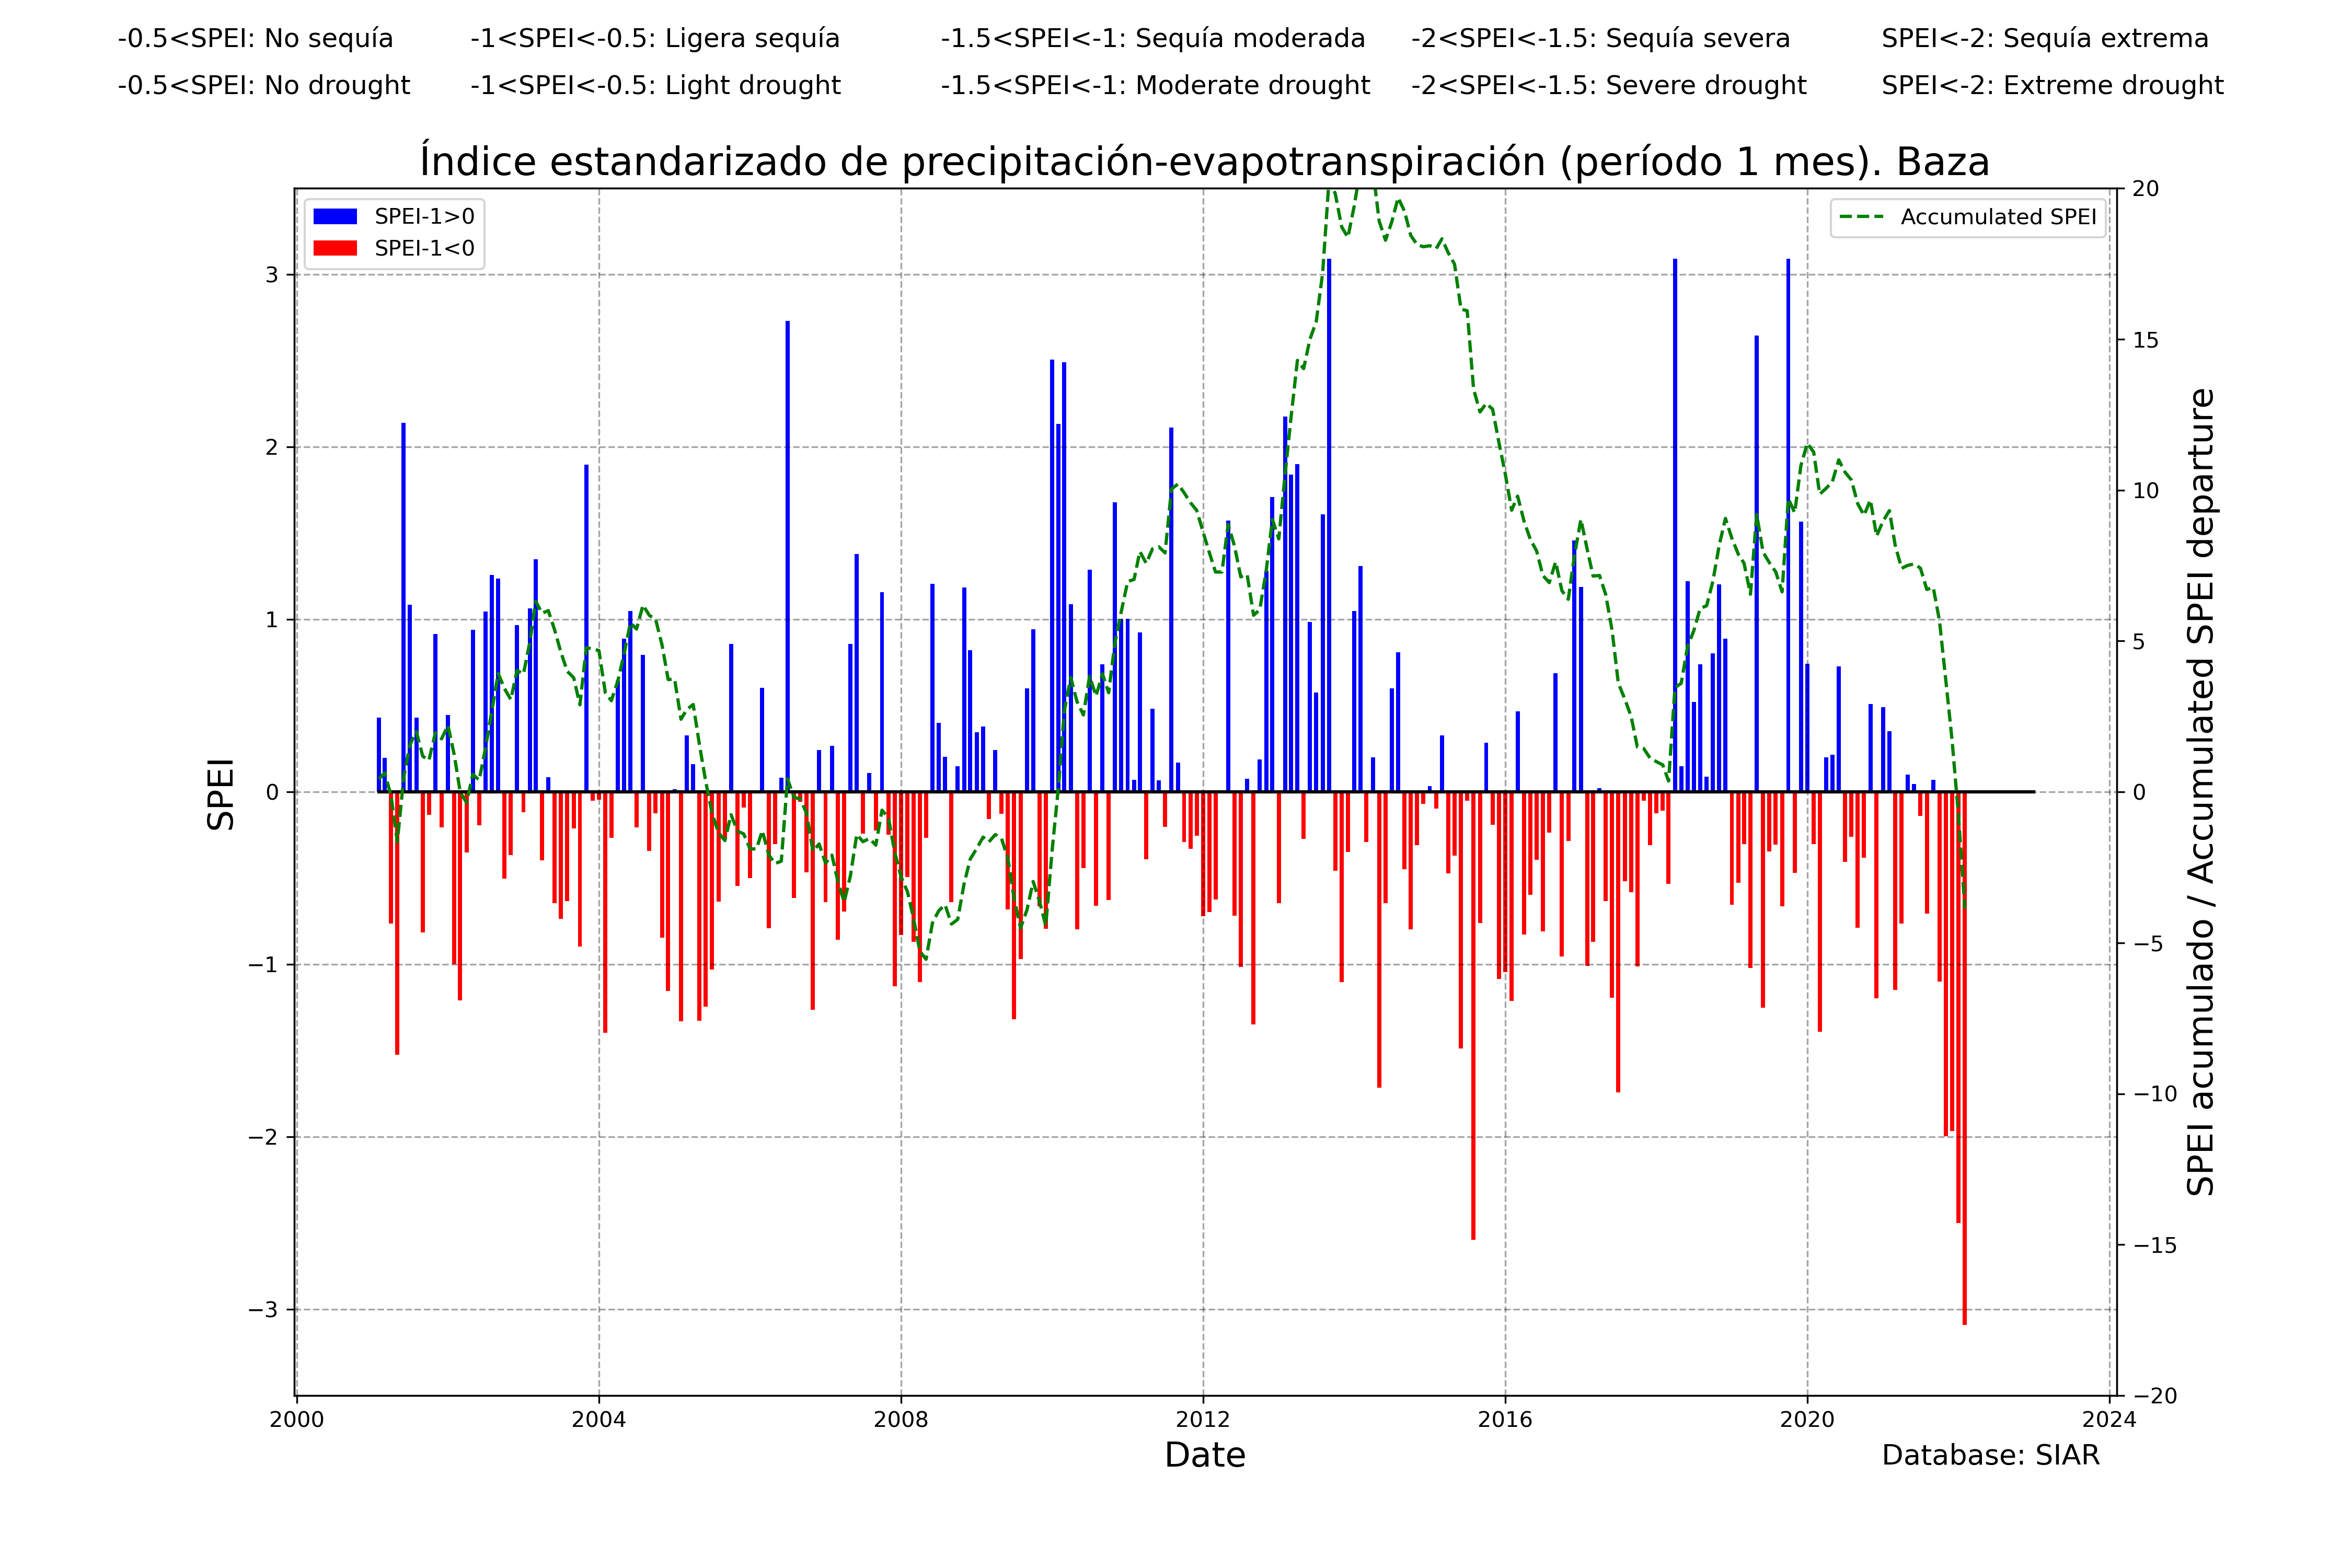 -0.5<SPEI: No sequía -1<SPEI<-0.5: Ligera sequía -1.5<SPEI<-1: Sequía moderada -2<SPEI<-1.5: Sequía severa SPEI<-2: Sequía extrema
-0.5<SPEI: No drought -1<SPEI<-0.5: Light drought -1.5<SPEI<-1: Moderate drought -2<SPEI<-1.5: Severe drought SPEI<-2: Extreme drought
Índice estandarizado de precipitación-evapotranspiración (período 1 mes). Baza
SPEI-1>0
SPEI-1<0
Accumulated SPEI
SPEI
3
2
1
0
−1
−2
−3
20
15
10
5
0
−5
−10
−15
−20
SPEI acumulado / Accumulated SPEI departure
2000 2004 2008 2012 2016 2020 2024
Date
Database: SIAR